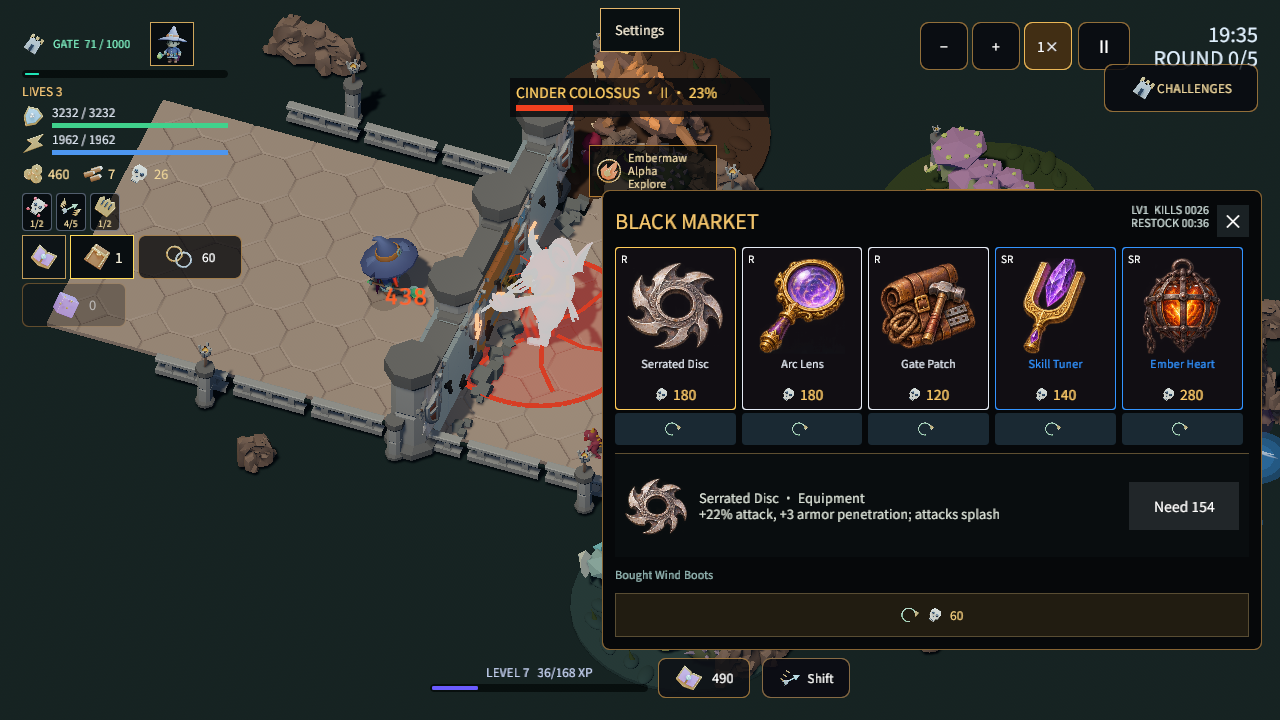 Settings
GATE 71 / 1000
LIVES 3
3232 / 3232
1962 / 1962
460
7
26
1/2
4/5
1/2
1
60
0
−
+
1×
19:35
ROUND 0/5
CHALLENGES
CINDER COLOSSUS • II • 23%
Embermaw
Alpha
Explore
438
BLACK MARKET
LV1 KILLS 0026
RESTOCK 00:36
R
Serrated Disc
180
R
Arc Lens
180
R
Gate Patch
120
SR
Skill Tuner
140
SR
Ember Heart
280
Serrated Disc • Equipment
+22% attack, +3 armor penetration; attacks splash
Need 154
Bought Wind Boots
60
LEVEL 7 36/168 XP
490
Shift